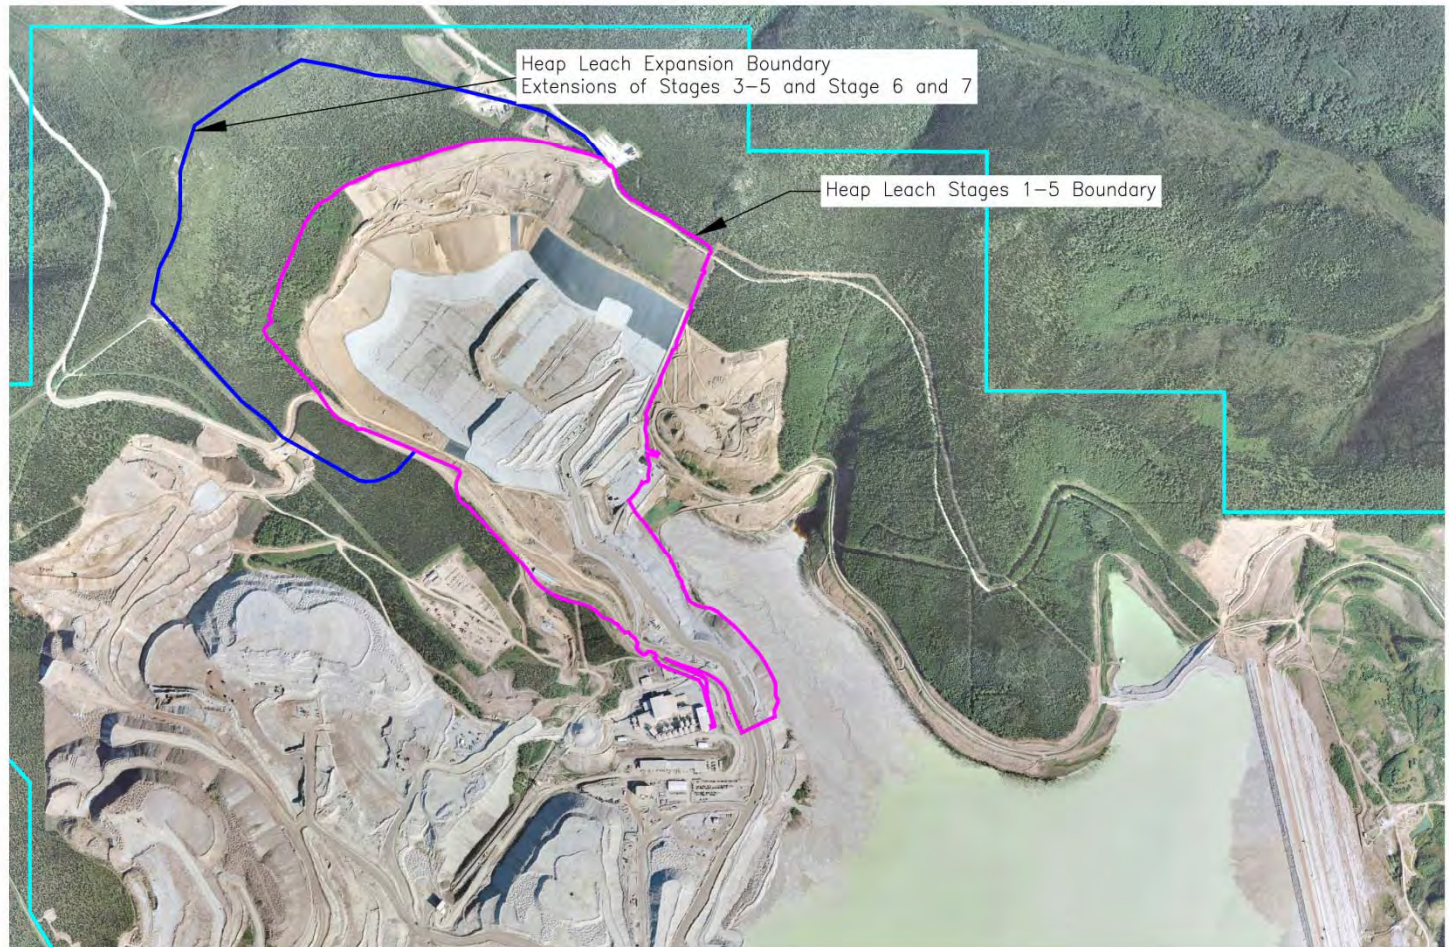 Heap Leach Expansion Boundary
Extensions of Stages 3-5 and Stage 6 and 7
Heap Leach Stages 1-5 Boundary